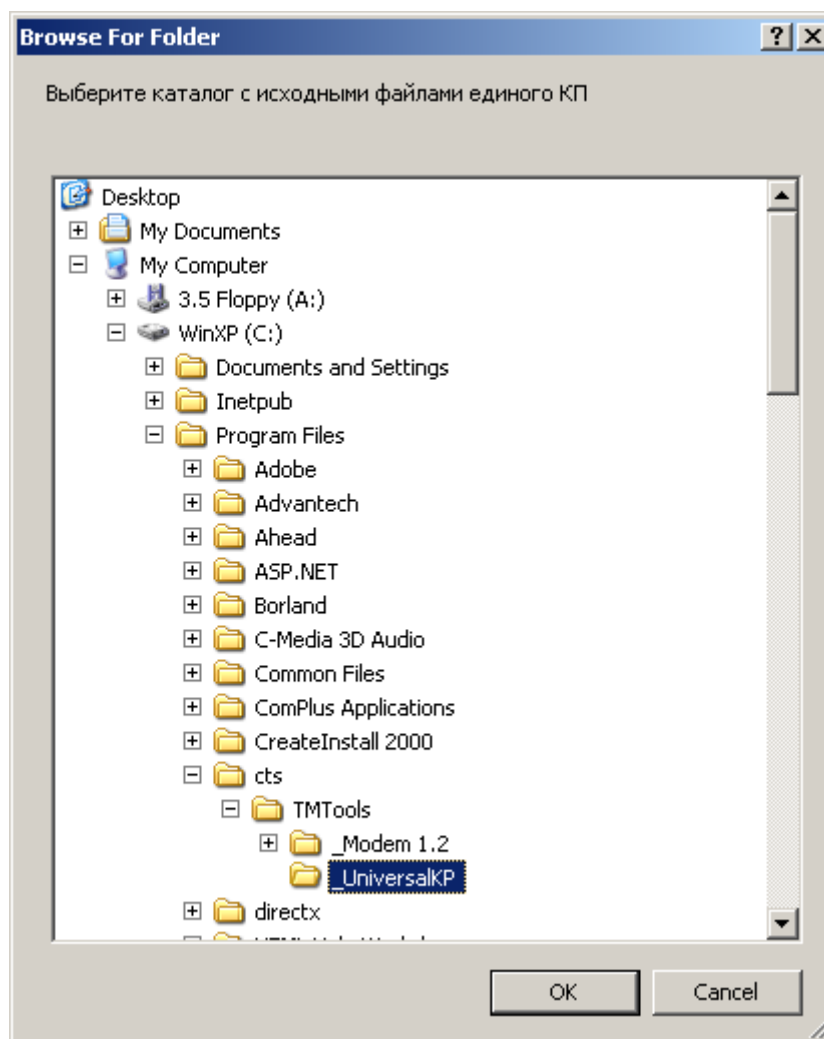 Browse For Folder
Выберите каталог с исходными файлами единого КП
Desktop
My Documents
My Computer
3.5 Floppy (A:)
WinXP (C:)
Documents and Settings
Inetpub
Program Files
Adobe
Advantech
Ahead
ASP.NET
Borland
C-Media 3D Audio
Common Files
ComPlus Applications
CreateInstall 2000
cts
TMTools
_Modem 1.2
_UniversalKP
directx
OK Cancel